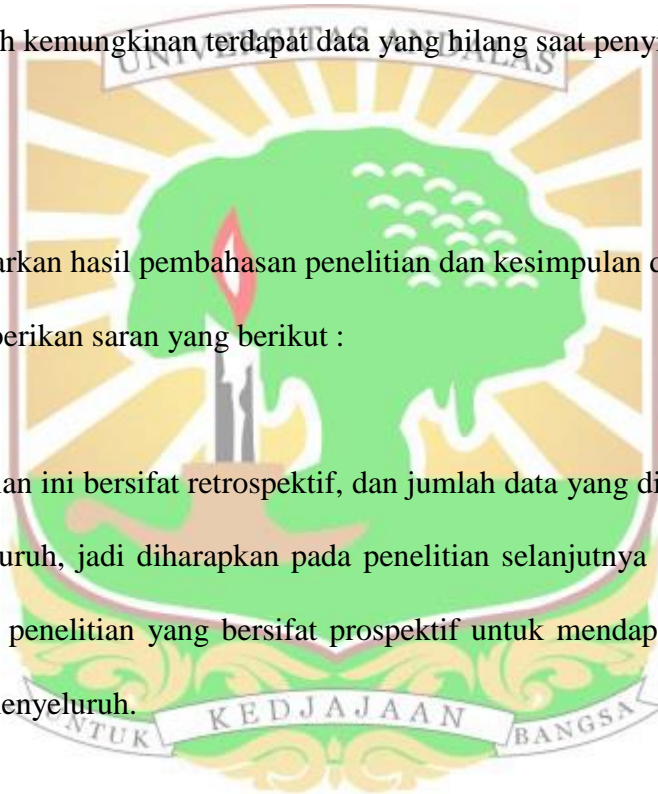 h kemungkinan terdapat data yang hilang saat peny
UNIVERSITAS ANDALAS
arkan hasil pembahasan penelitian dan kesimpulan d
berikan saran yang berikut :
an ini bersifat retrospektif, dan jumlah data yang di
uruh, jadi diharapkan pada penelitian selanjutnya
penelitian yang bersifat prospektif untuk mendap
enyeluruh.
UNTUK KEDJAJAAN BANGSA